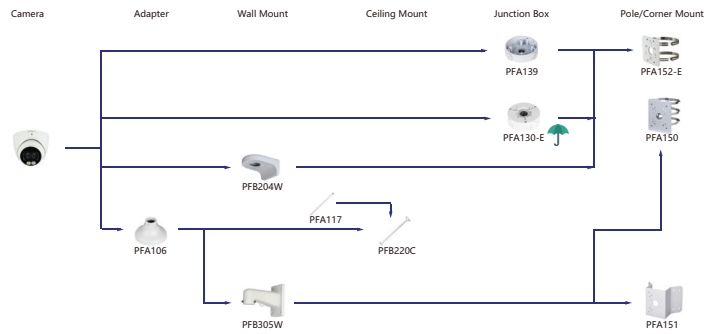 Camera
Adapter
Wall Mount
Ceiling Mount
Junction Box
Pole/Corner Mount
PFA139
PFA152-E
PFA130-E
PFA150
PFB204W
PFA117
PFA106
PFB220C
PFB305W
PFA151